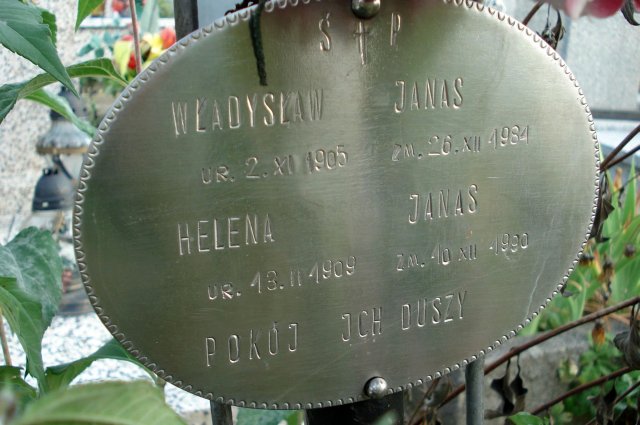 Ś † P
WŁADYSŁAW JANAS
ur. 2. XI 1905 zm. 26. XII 1984
HELENA JANAS
ur. 13. II 1909 zm. 10 XII 1990
POKÓJ ICH DUSZY